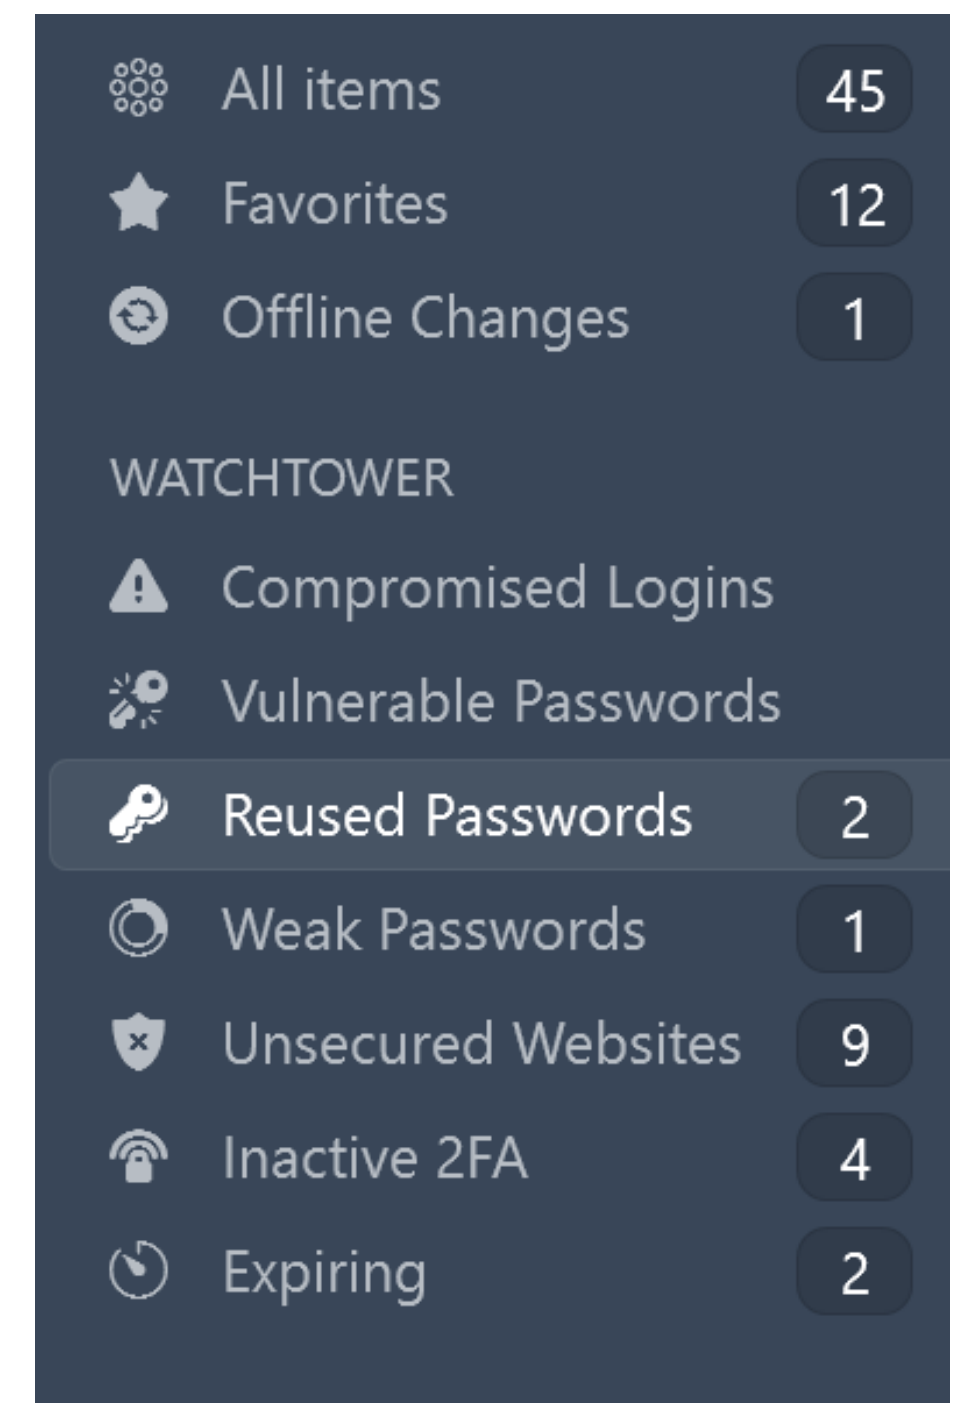 All items 45
Favorites 12
Offline Changes 1
WATCHTOWER
Compromised Logins
Vulnerable Passwords
Reused Passwords 2
Weak Passwords 1
Unsecured Websites 9
Inactive 2FA 4
Expiring 2